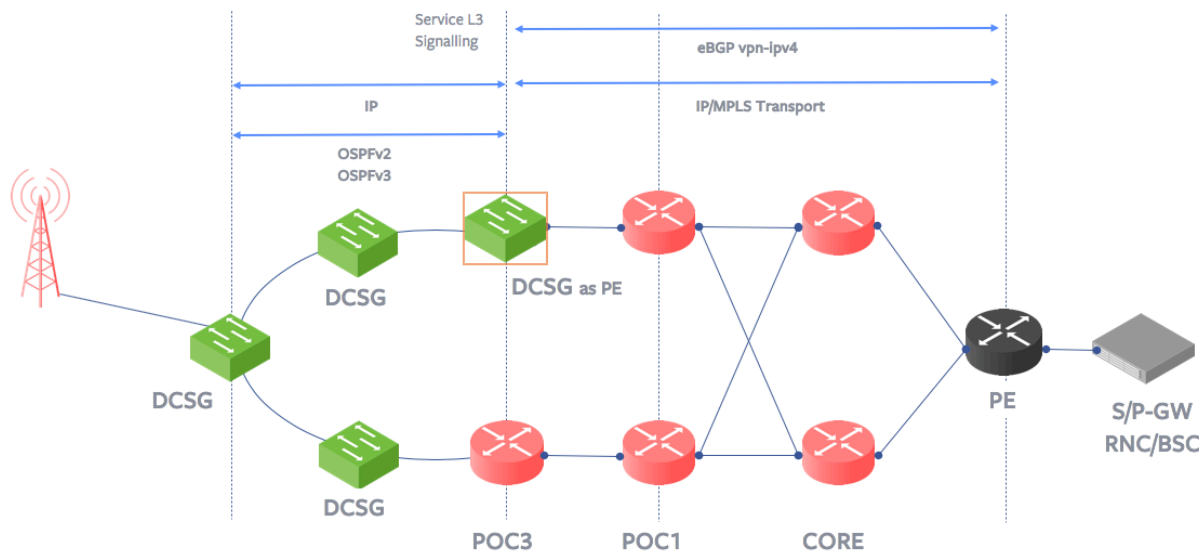 Service L3
Signalling
eBGP vpn-ipv4
IP
IP/MPLS Transport
OSPFv2
OSPFv3
DCSG
DCSG as PE
DCSG
PE
S/P-GW
RNC/BSC
DCSG
POC3
POC1
CORE